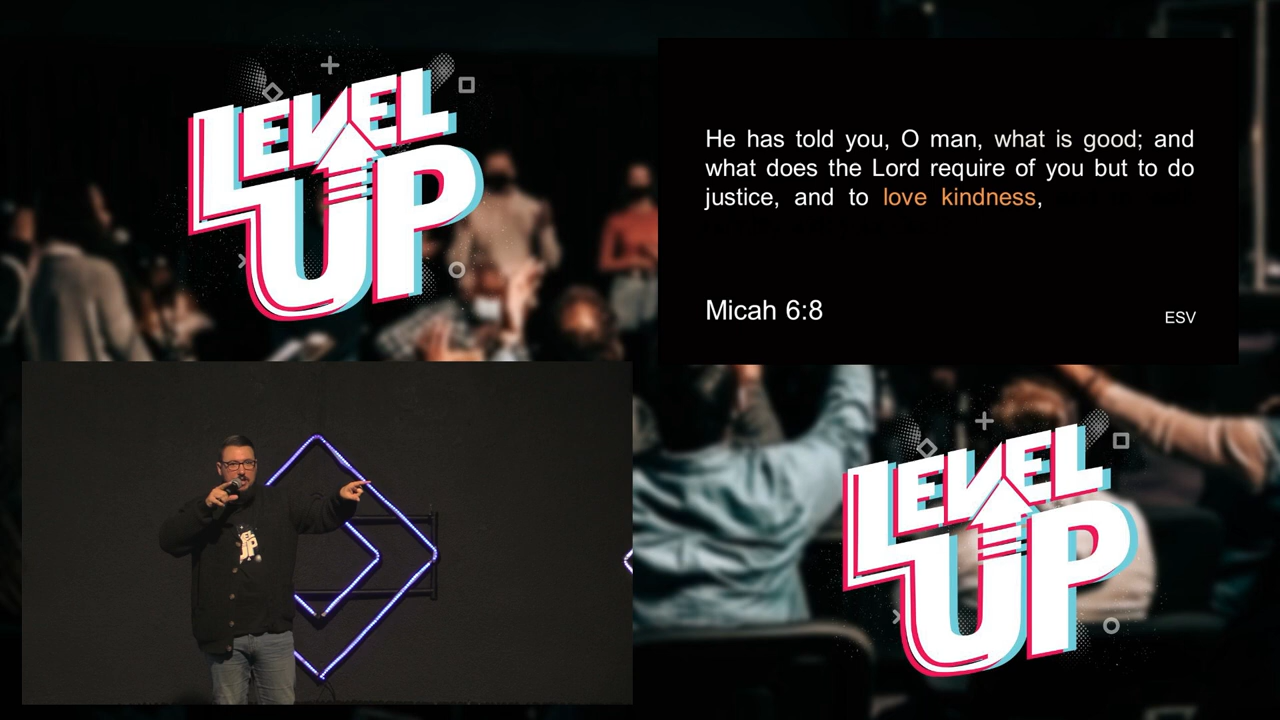 LEVEL
UP
He has told you, O man, what is good; and
what does the Lord require of you but to do
justice, and to love kindness,
Micah 6:8
ESV
LEVEL
UP